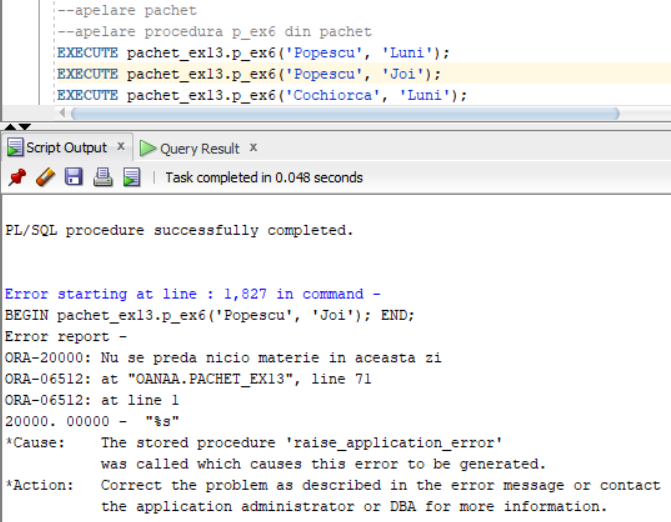 --apelare pachet
--apelare procedura p_ex6 din pachet
EXECUTE pachet_ex13.p_ex6('Popescu', 'Luni');
EXECUTE pachet_ex13.p_ex6('Popescu', 'Joi');
EXECUTE pachet_ex13.p_ex6('Cochiorca', 'Luni');
Script Output x Query Result x
Task completed in 0.048 seconds
PL/SQL procedure successfully completed.
Error starting at line : 1,827 in command -
BEGIN pachet_ex13.p_ex6('Popescu', 'Joi'); END;
Error report -
ORA-20000: Nu se preda nicio materie in aceasta zi
ORA-06512: at "OANAA.PACHET_EX13", line 71
ORA-06512: at line 1
20000. 00000 - "%s"
*Cause: The stored procedure 'raise_application_error'
was called which causes this error to be generated.
*Action: Correct the problem as described in the error message or contact
the application administrator or DBA for more information.